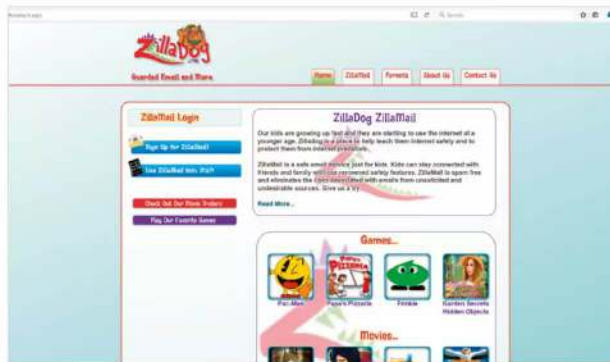 Search
ZillaDog
Guarded Email and More
Home ZillaMail Parents About Us Contact Us
ZillaMail Login
Sign Up for ZillaMail!
Use ZillaMail
Check Out Our Movie Trailers
Play Our Favorite Games
ZillaDog ZillaMail
Our kids are growing up fast and they are starting to use the internet at a
younger age. Zilladog is a place to help teach them internet safety and to
protect them from internet predators.
ZillaMail is a safe email service just for kids. Kids can stay connected with
friends and family with our renowned safety features. ZillaMail is spam free
and eliminates the risks associated with emails from unsolicited and
undesirable sources. Give us a try
Read More...
Games...
PIZZERIA
Pac-Man Papa's Pizzeria Frinkle Garden Secrets
Hidden Objects
Movies...